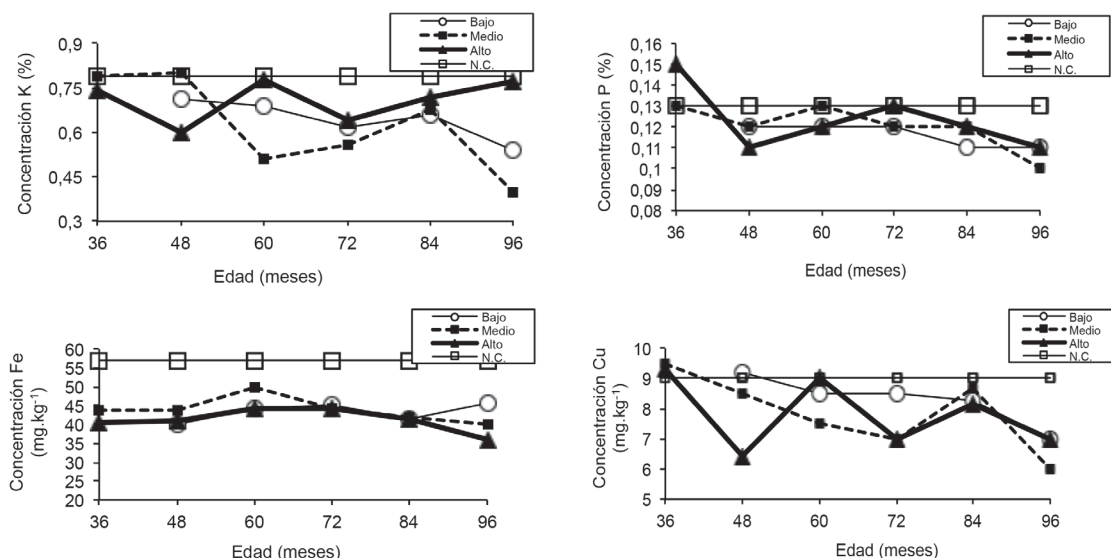 Concentración K (%)
0,9
0,75
0,6
0,45
0,3
36 48 60 72 84 96
Edad (meses)
Bajo
Medio
Alto
N.C.
Concentración P (%)
0,16
0,15
0,14
0,13
0,12
0,11
0,1
0,09
0,08
36 48 60 72 84 96
Edad (meses)
Bajo
Medio
Alto
N.C.
Concentración Fe
(mg.kg-1)
60
55
50
45
40
35
30
25
20
36 48 60 72 84 96
Edad (meses)
Bajo
Medio
Alto
N.C.
Concentración Cu
(mg.kg-1)
10
9
8
7
6
5
36 48 60 72 84 96
Edad (meses)
Bajo
Medio
Alto
N.C.